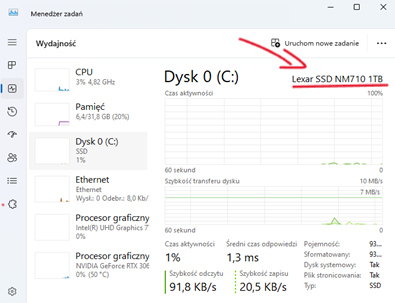 Menedżer zadań
Wydajność
Uruchom nowe zadanie
CPU
3% 4,82 GHz
Pamięć
6,4/31,8 GB (20%)
Dysk 0 (C:)
SSD
1%
Ethernet
Ethernet
Wysł.: 0 Odebr.: 8,0 Kb/
Procesor graficzny
Intel(R) UHD Graphics 7
0%
Procesor graficzny
NVIDIA GeForce RTX 306
0% (50 °C)
Dysk 0 (C:)
Lexar SSD NM710 1TB
Czas aktywności
100%
60 sekund
0
Szybkość transferu dysku
10 MB/s
7 MB/s
60 sekund
0
Czas aktywności
1%
Średni czas odpowiedzi
1,3 ms
Szybkość odczytu
91,8 KB/s
Szybkość zapisu
20,5 KB/s
Pojemność: 93...
Sformatowany: 93...
Dysk systemowy: Tak
Plik stronicowania: Tak
Typ: SSD